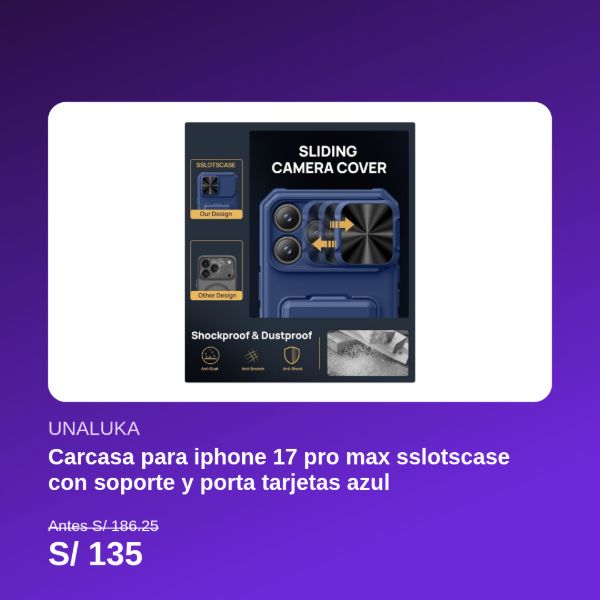 SLIDING
CAMERA COVER
SSLOTSCASE
Our Design
Other Design
Shockproof & Dustproof
Anti-Dust
Anti-Scratch
Anti-Shock
UNALUKA
Carcasa para iphone 17 pro max sslotscase
con soporte y porta tarjetas azul
Antes S/ 186.25
S/ 135